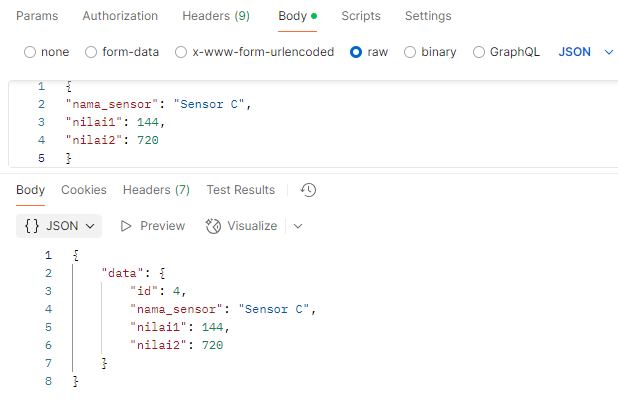 Params Authorization Headers (9) Body Scripts Settings
none form-data x-www-form-urlencoded raw binary GraphQL JSON
1 {
2 "nama_sensor": "Sensor C",
3 "nilai1": 144,
4 "nilai2": 720
5 }
Body Cookies Headers (7) Test Results
{} JSON Preview Visualize
1 {
2 "data": {
3 "id": 4,
4 "nama_sensor": "Sensor C",
5 "nilai1": 144,
6 "nilai2": 720
7 }
8 }